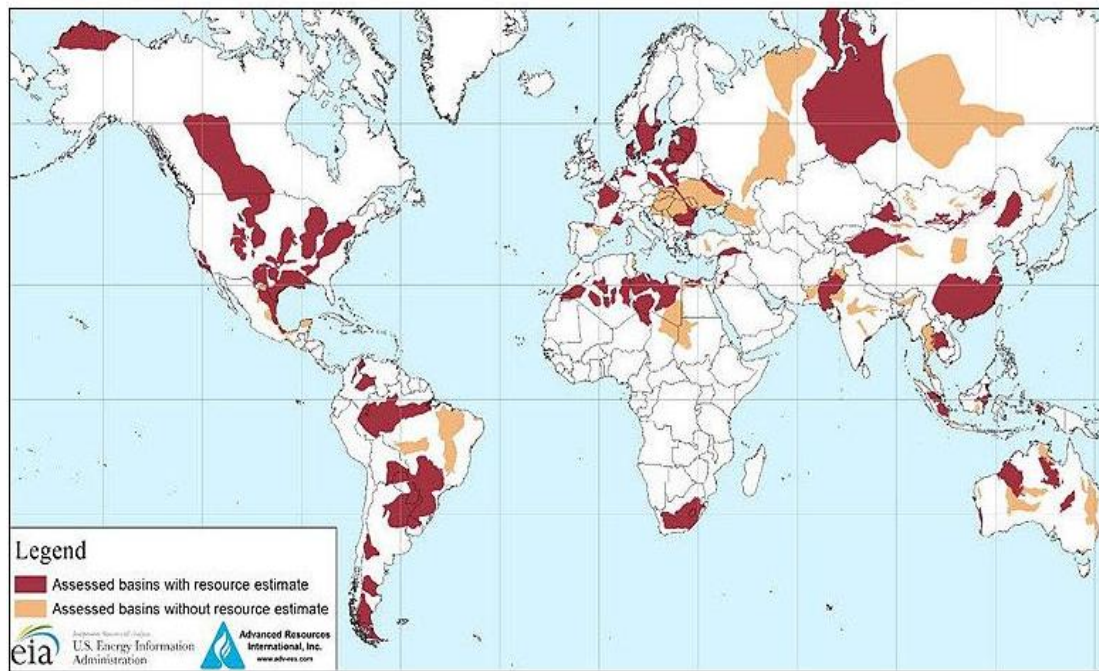 Legend
Assessed basins with resource estimate
Assessed basins without resource estimate
eia
U.S. Energy Information
Administration
Advanced Resources
International, Inc.
www.adv-res.com